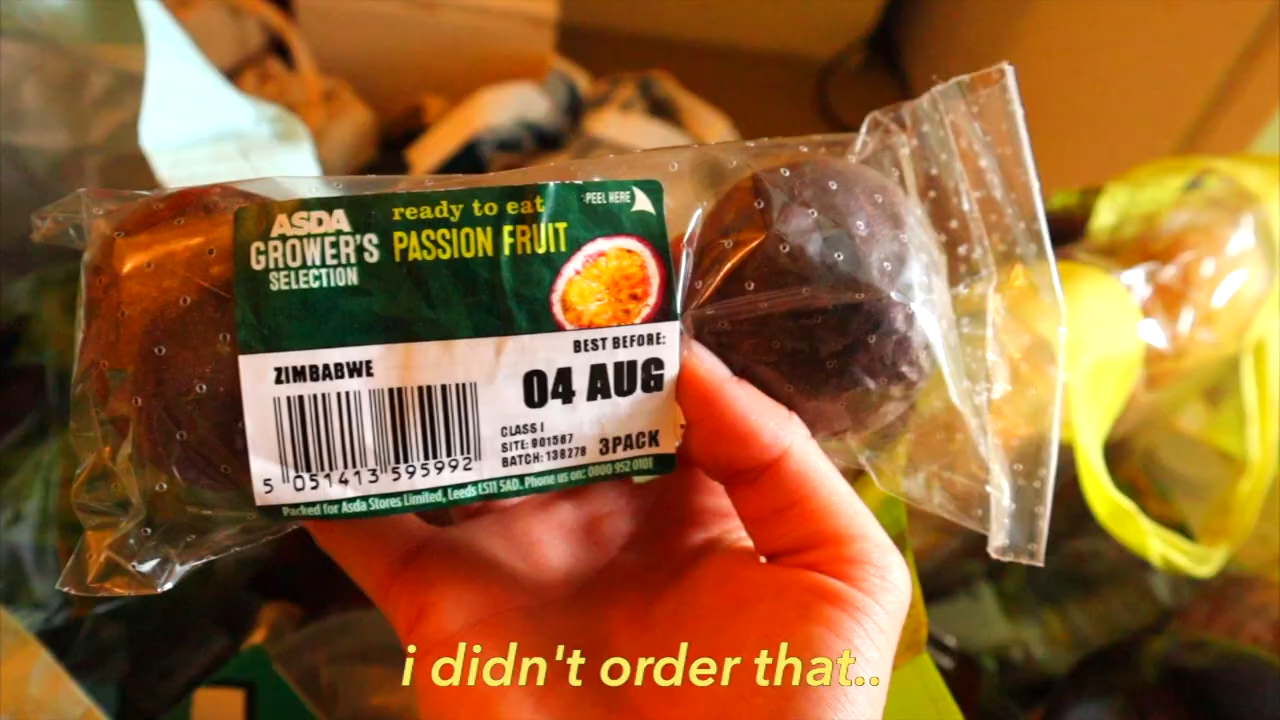 ASDA
GROWER'S
SELECTION
ready to eat
PASSION FRUIT
PEEL HERE
BEST BEFORE:
ZIMBABWE
04 AUG
CLASS I
SITE: 901567
BATCH: 138278
3PACK
5 051413 595992
Packed for Asda Stores Limited, Leeds LS11 5AD. Phone us on: 0800 952 0101
i didn't order that..